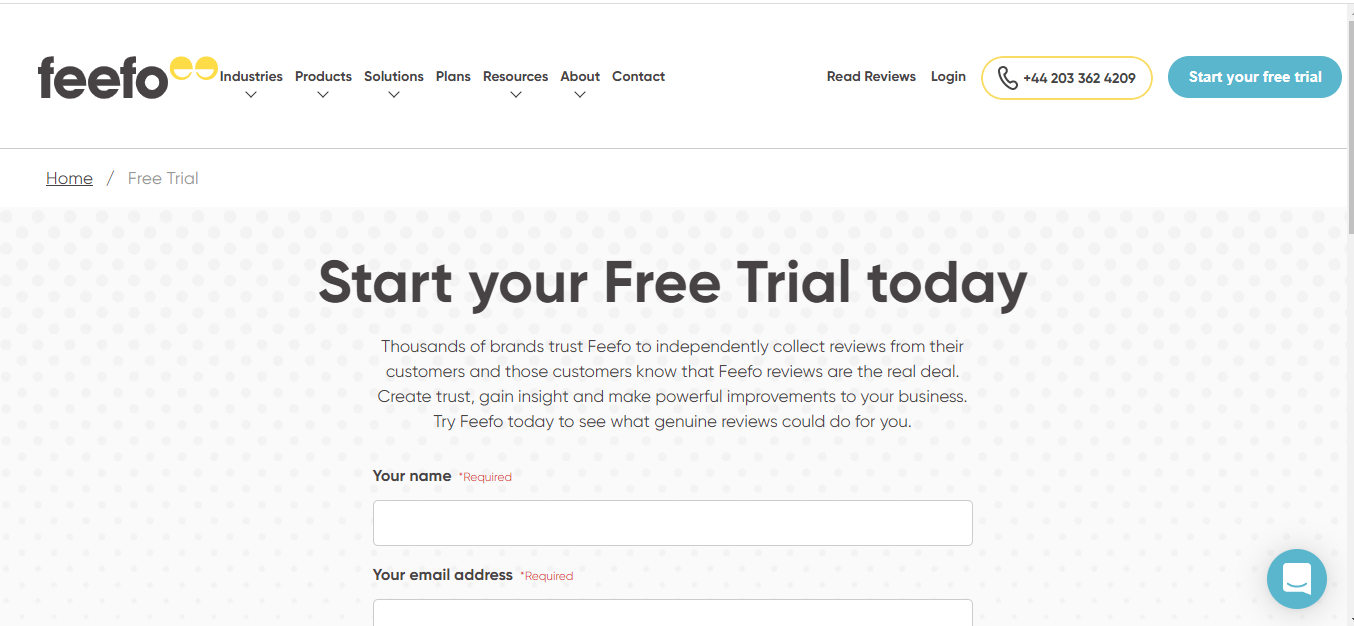 feefo
Industries Products Solutions Plans Resources About Contact Read Reviews Login +44 203 362 4209 Start your free trial
Home / Free Trial
Start your Free Trial today
Thousands of brands trust Feefo to independently collect reviews from their
customers and those customers know that Feefo reviews are the real deal.
Create trust, gain insight and make powerful improvements to your business.
Try Feefo today to see what genuine reviews could do for you.
Your name *Required
Your email address *Required